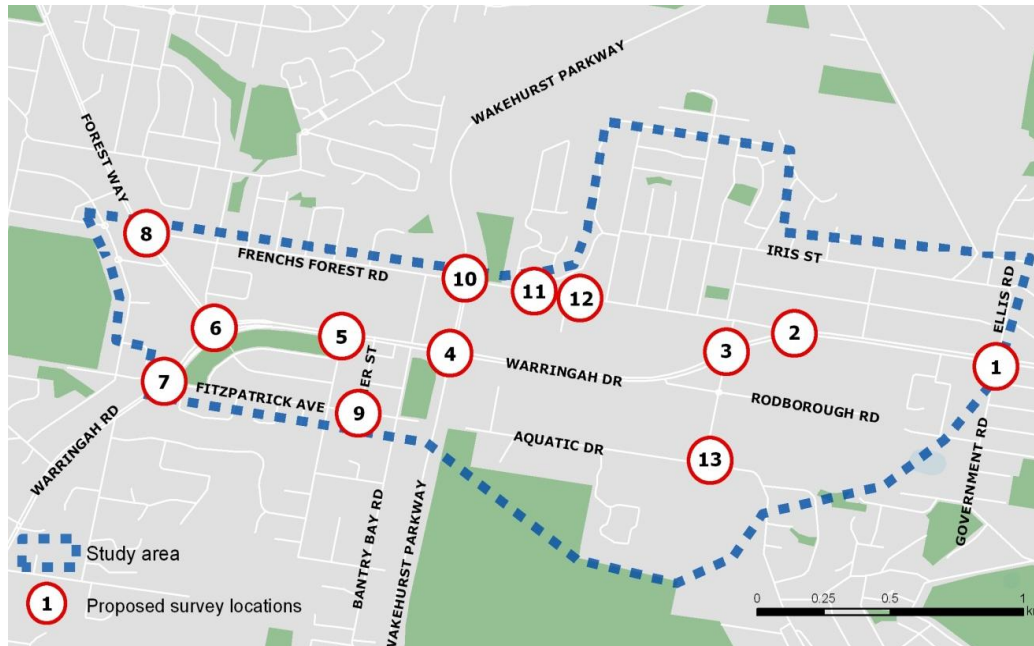 WAKEHURST PARKWAY
FOREST WAY
8
FRENCHS FOREST RD
10
11
12
IRIS ST
ELLIS RD
6
5
4
3
2
1
WARRINGAH DR
ER ST
7
FITZPATRICK AVE
9
RODBOROUGH RD
WARRINGAH RD
AQUATIC DR
13
GOVERNMENT RD
BANTRY BAY RD
WAKEHURST PARKWAY
Study area
1 Proposed survey locations
0 0.25 0.5 1